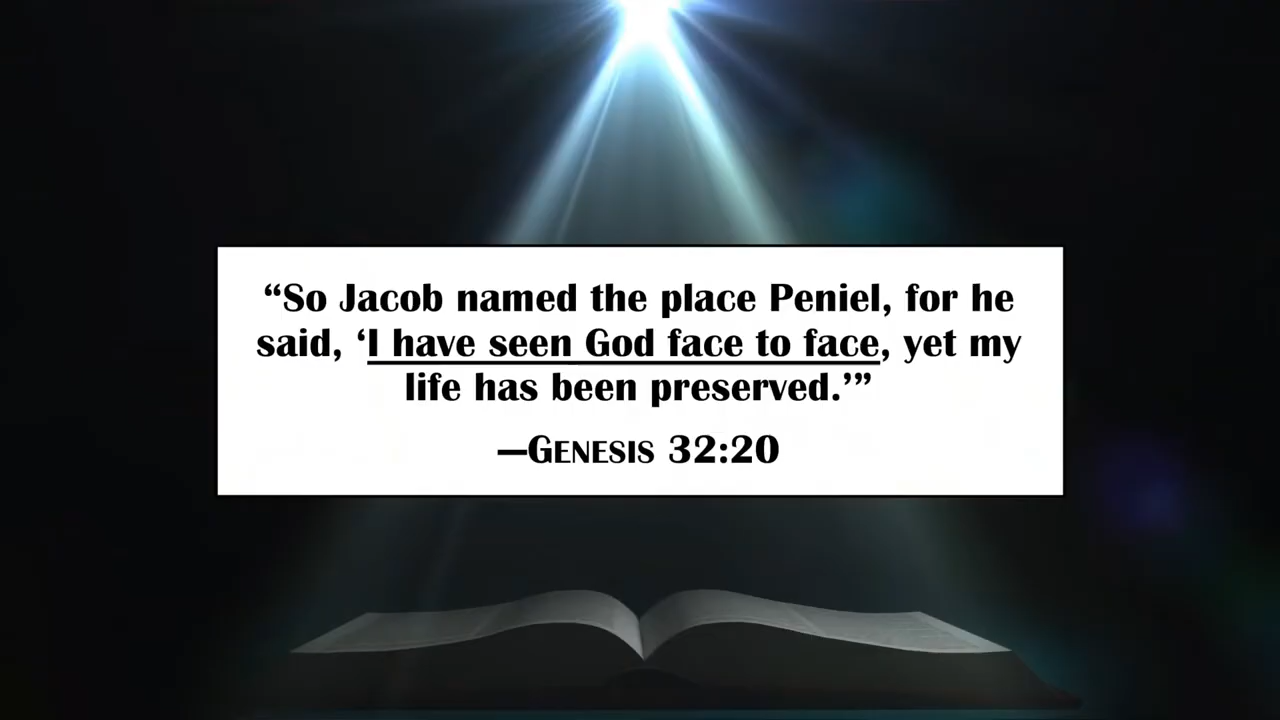 “So Jacob named the place Peniel, for he
said, ‘I have seen God face to face, yet my
life has been preserved.’”
—Genesis 32:20